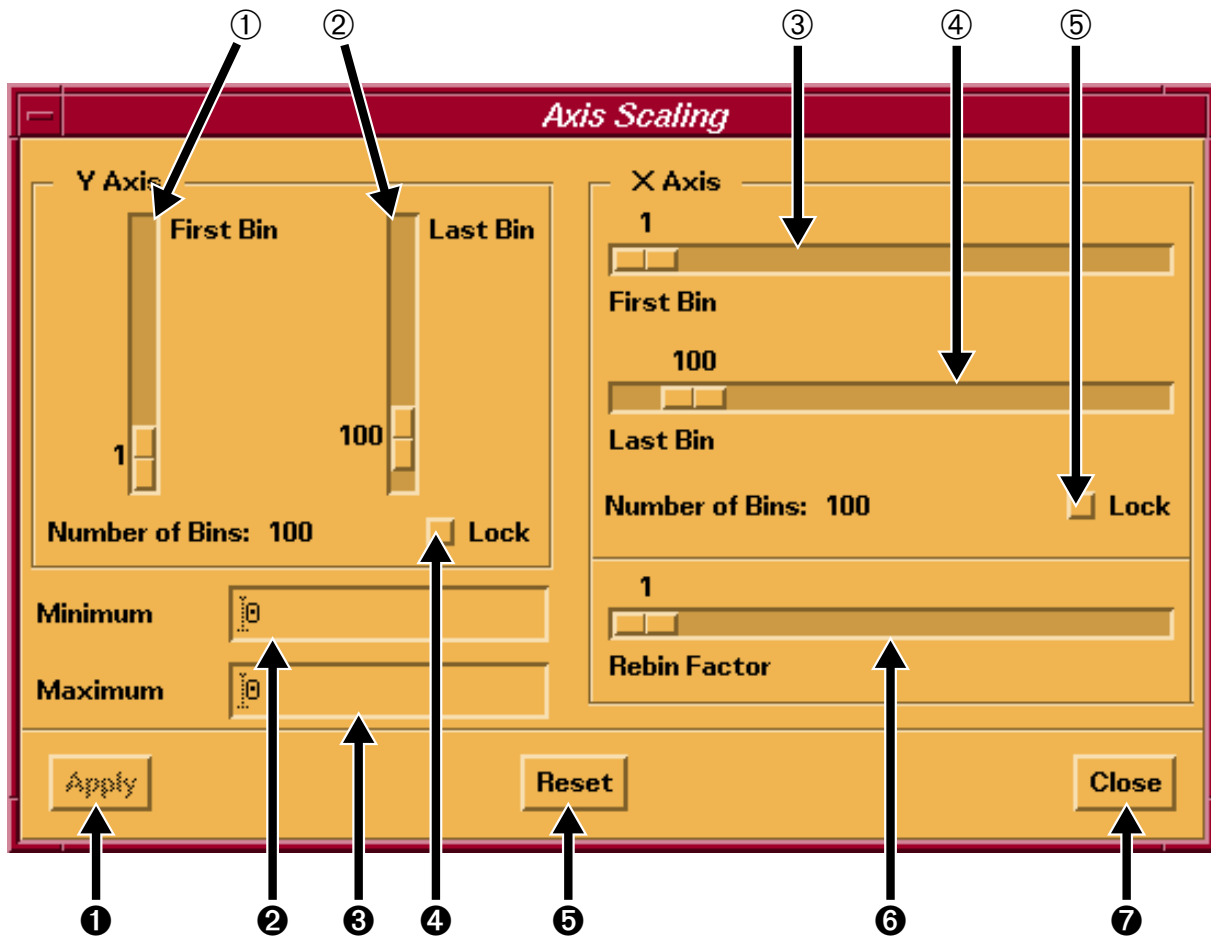 ① ② ③ ④ ⑤
Axis Scaling
Y Axis
First Bin
Last Bin
1
100
Number of Bins: 100
Lock
Minimum
0
Maximum
0
X Axis
1
First Bin
100
Last Bin
Number of Bins: 100
Lock
1
Rebin Factor
Apply
Reset
Close
❶ ❷ ❸ ❹ ❺ ❻ ❼